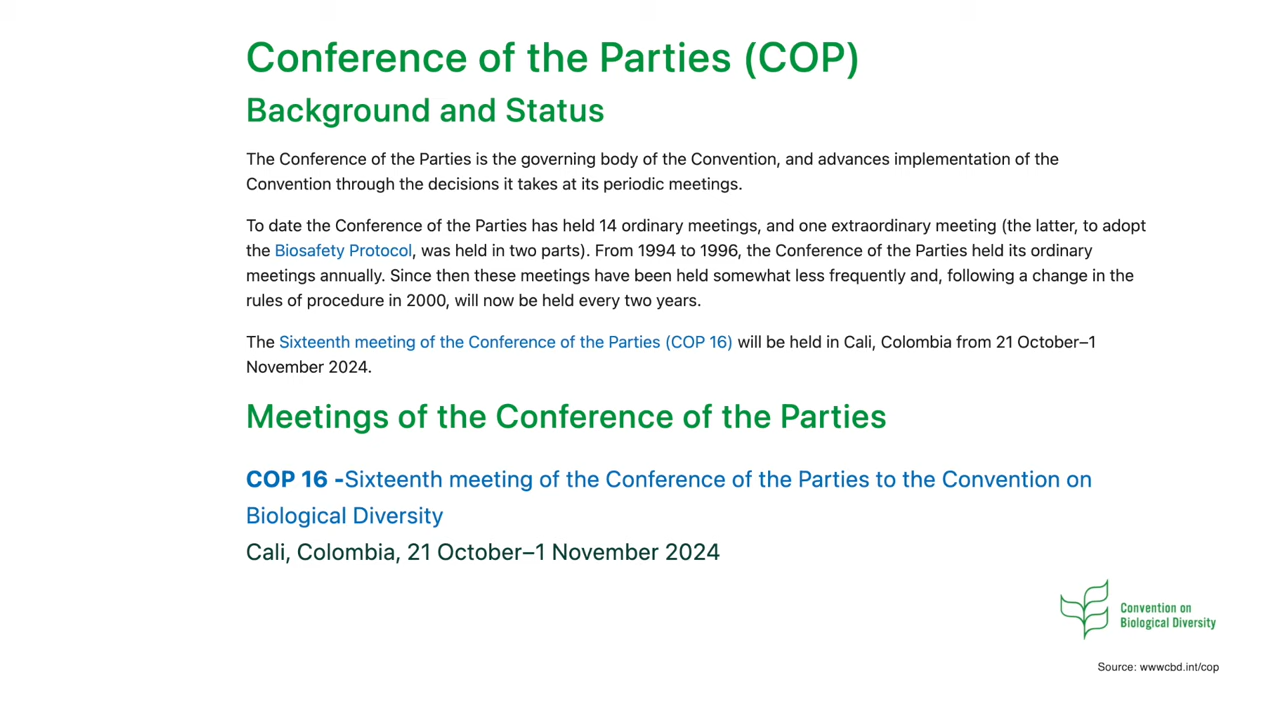 Conference of the Parties (COP)
Background and Status
The Conference of the Parties is the governing body of the Convention, and advances implementation of the
Convention through the decisions it takes at its periodic meetings.
To date the Conference of the Parties has held 14 ordinary meetings, and one extraordinary meeting (the latter, to adopt
the Biosafety Protocol, was held in two parts). From 1994 to 1996, the Conference of the Parties held its ordinary
meetings annually. Since then these meetings have been held somewhat less frequently and, following a change in the
rules of procedure in 2000, will now be held every two years.
The Sixteenth meeting of the Conference of the Parties (COP 16) will be held in Cali, Colombia from 21 October–1
November 2024.
Meetings of the Conference of the Parties
COP 16 -Sixteenth meeting of the Conference of the Parties to the Convention on
Biological Diversity
Cali, Colombia, 21 October–1 November 2024
Convention on
Biological Diversity
Source: wwwcbd.int/cop